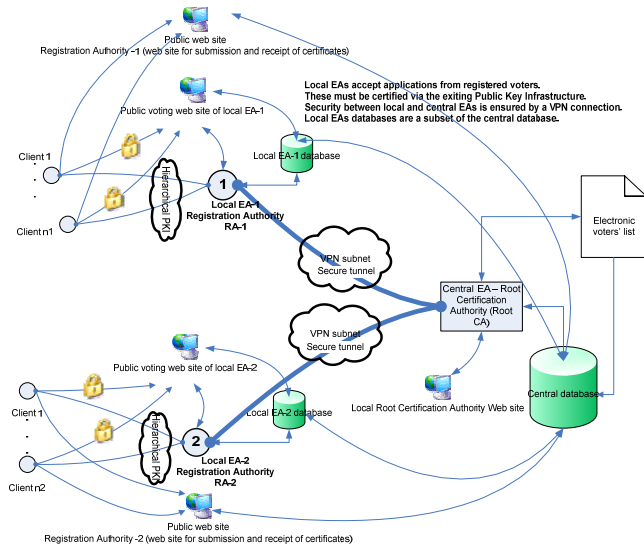 Public web site
Registration Authority -1 (web site for submission and receipt of certificates)
Local EAs accept applications from registered voters.
These must be certified via the exiting Public Key Infrastructure.
Security between local and central EAs is ensured by a VPN connection.
Local EAs databases are a subset of the central database.
Public voting web site of local EA-1
Client 1
.
.
.
Client n1
Hierarchical PKI
1
Local EA-1 database
Local EA-1
Registration Authority
RA-1
VPN subnet
Secure tunnel
Electronic
voters' list
Central EA – Root
Certification
Authority (Root
CA)
VPN subnet
Secure tunnel
Public voting web site of local EA-2
Local Root Certification Authority Web site
Central database
Client 1
.
.
.
Client n2
Hierarchical PKI
2
Local EA-2 database
Local EA-2
Registration Authority
RA-2
Public web site
Registration Authority -2 (web site for submission and receipt of certificates)